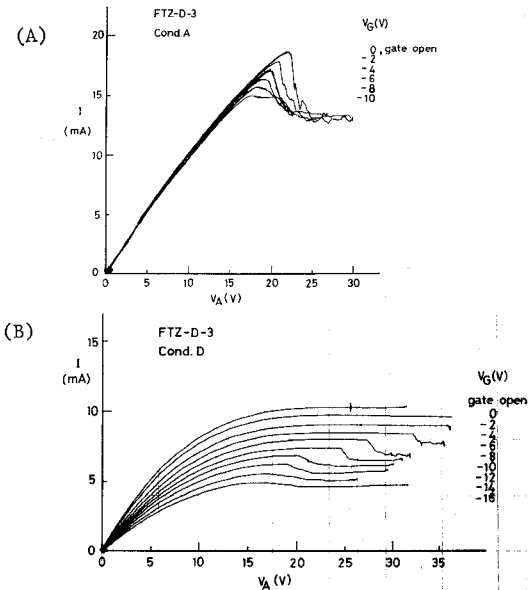 (A)
FTZ-D-3
Cond.A
V_G(V)
0, gate open
-2
-4
-6
-8
-10
20
15
10
5
0
I
(mA)
0 5 10 15 20 25 30
V_A(V)
(B)
FTZ-D-3
Cond. D
V_G(V)
gate open
0
-2
-4
-6
-8
-10
-12
-14
-16
15
10
5
0
I
(mA)
0 5 10 15 20 25 30 35
V_A(V)